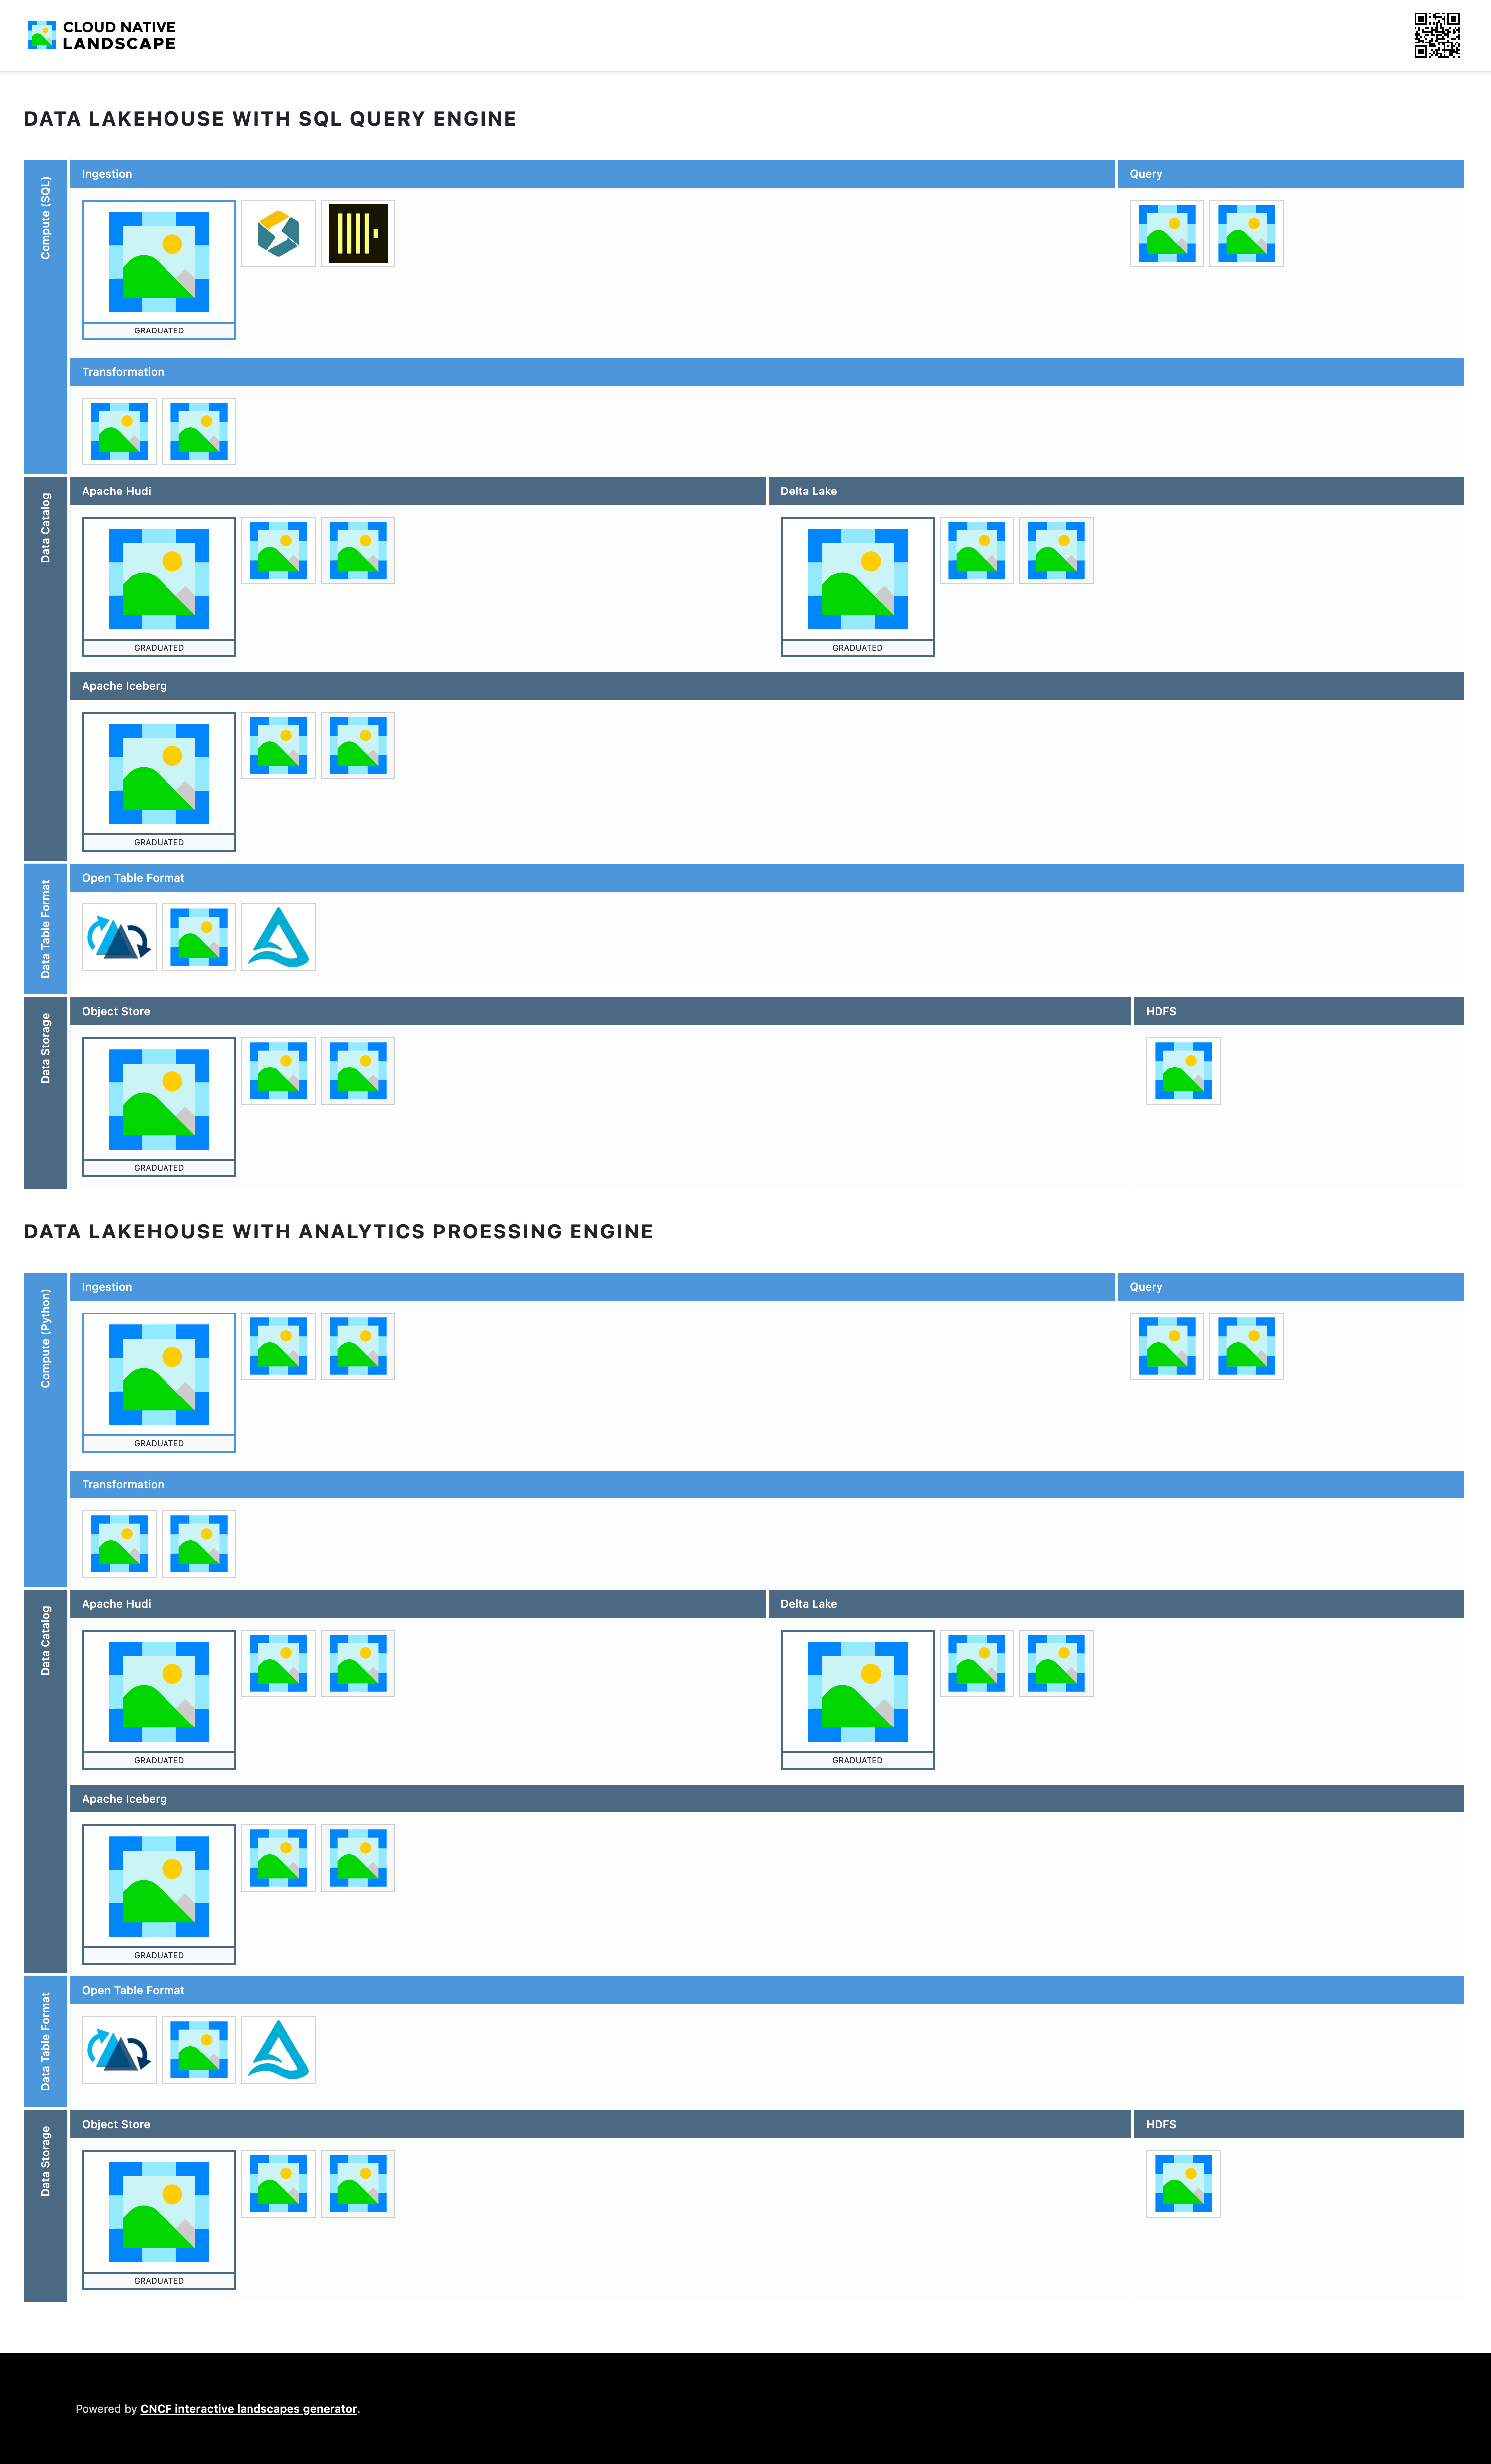 CLOUD NATIVE
LANDSCAPE
DATA LAKEHOUSE WITH SQL QUERY ENGINE
Compute (SQL)
Ingestion
Query
GRADUATED
Transformation
Data Catalog
Apache Hudi
Delta Lake
GRADUATED
GRADUATED
Apache Iceberg
GRADUATED
Data Table Format
Open Table Format
Data Storage
Object Store
HDFS
GRADUATED
DATA LAKEHOUSE WITH ANALYTICS PROESSING ENGINE
Compute (Python)
Ingestion
Query
GRADUATED
Transformation
Data Catalog
Apache Hudi
Delta Lake
GRADUATED
GRADUATED
Apache Iceberg
GRADUATED
Data Table Format
Open Table Format
Data Storage
Object Store
HDFS
GRADUATED
Powered by CNCF interactive landscapes generator.